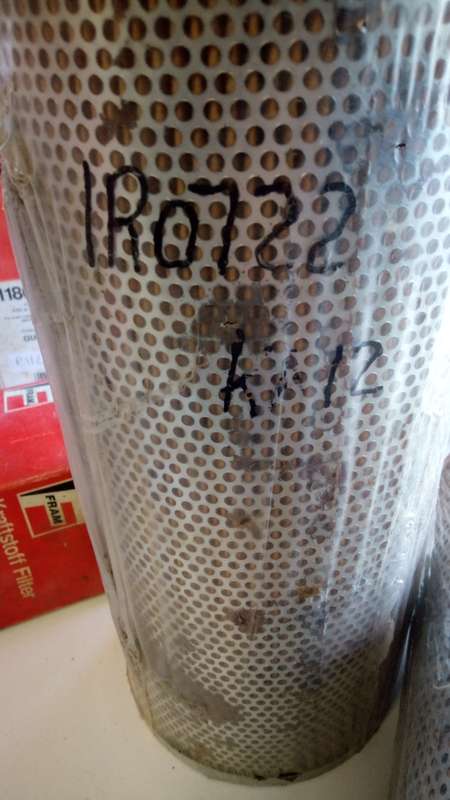 1R0722
K 12
FRAM
Kraftstoff Filter